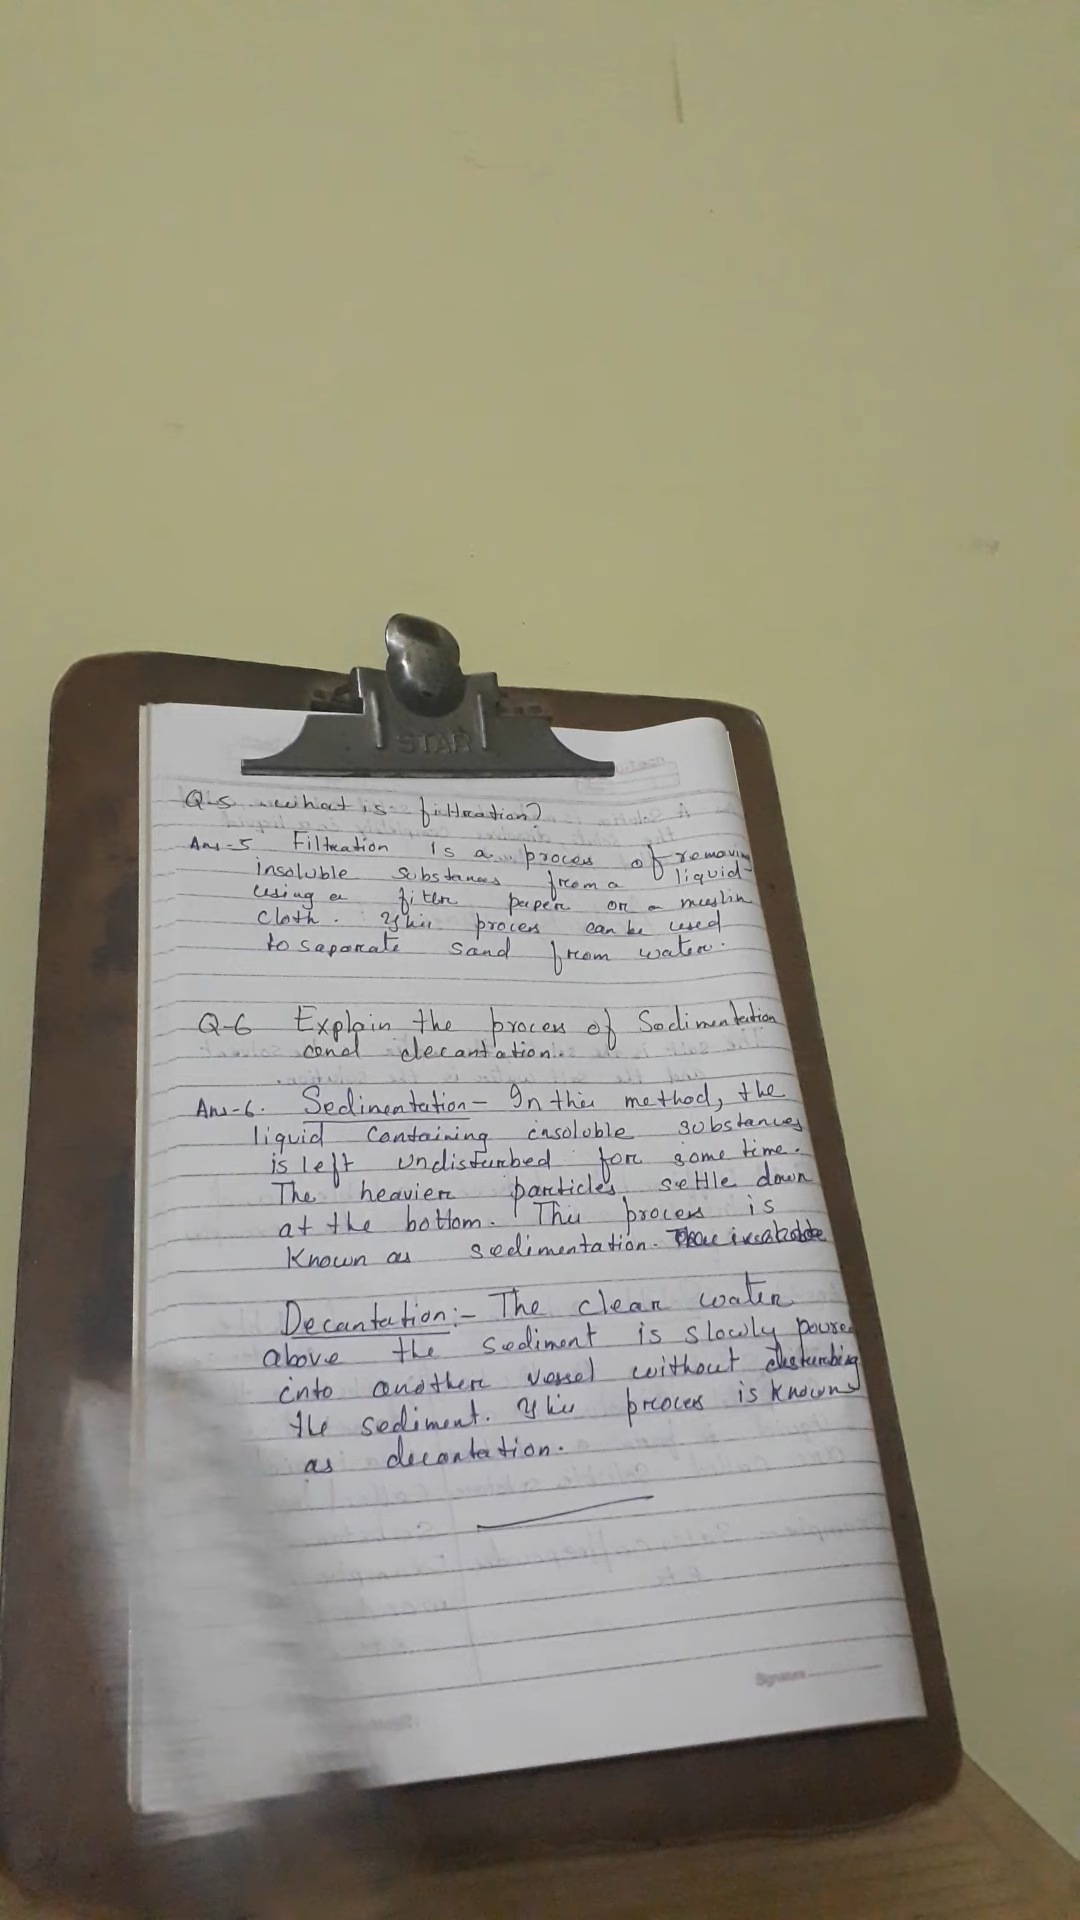 STAR
Q-5 What is filtration?
Ans-5 Filtration is a process of removing
insoluble substances from a liquid
using a filter paper or a muslin
cloth. This process can be used
to saparate sand from water.
Q-6 Explain the process of Sedimentation
and decantation.
Ans-6. Sedimentation - In this method, the
liquid containing insoluble substances
is left undisturbed for some time.
The heavier particles settle down
at the bottom. This process is
known as sedimentation.
Decantation:- The clear water
above the sediment is slowly poured
into another vessel without disturbing
the sediment. This process is known
as decantation.
Signature